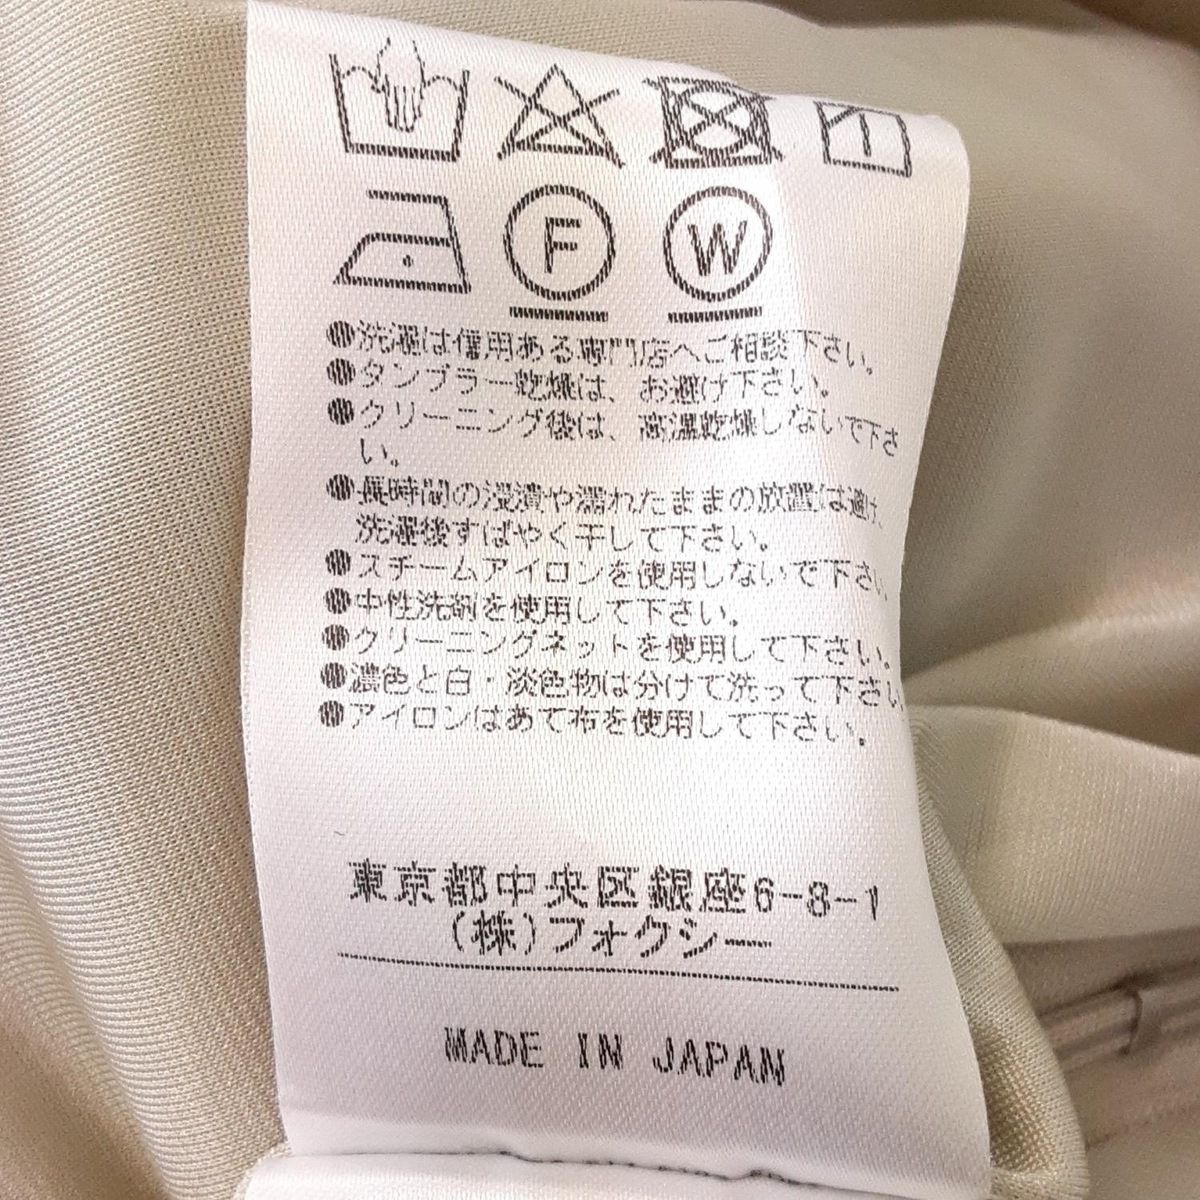 F W
●洗濯は信用ある専門店へご相談下さい。
●タンブラー乾燥は、お避け下さい。
●クリーニング後は、高温乾燥しないで下さ
い。
●長時間の浸漬や濡れたままの放置は避け、
洗濯後すばやく干して下さい。
●スチームアイロンを使用しないで下さい
●中性洗剤を使用して下さい。
●クリーニングネットを使用して下さい。
●濃色と白・淡色物は分けて洗って下さい
●アイロンはあて布を使用して下さい。
東京都中央区銀座6-8-1
(株)フォクシー
MADE IN JAPAN